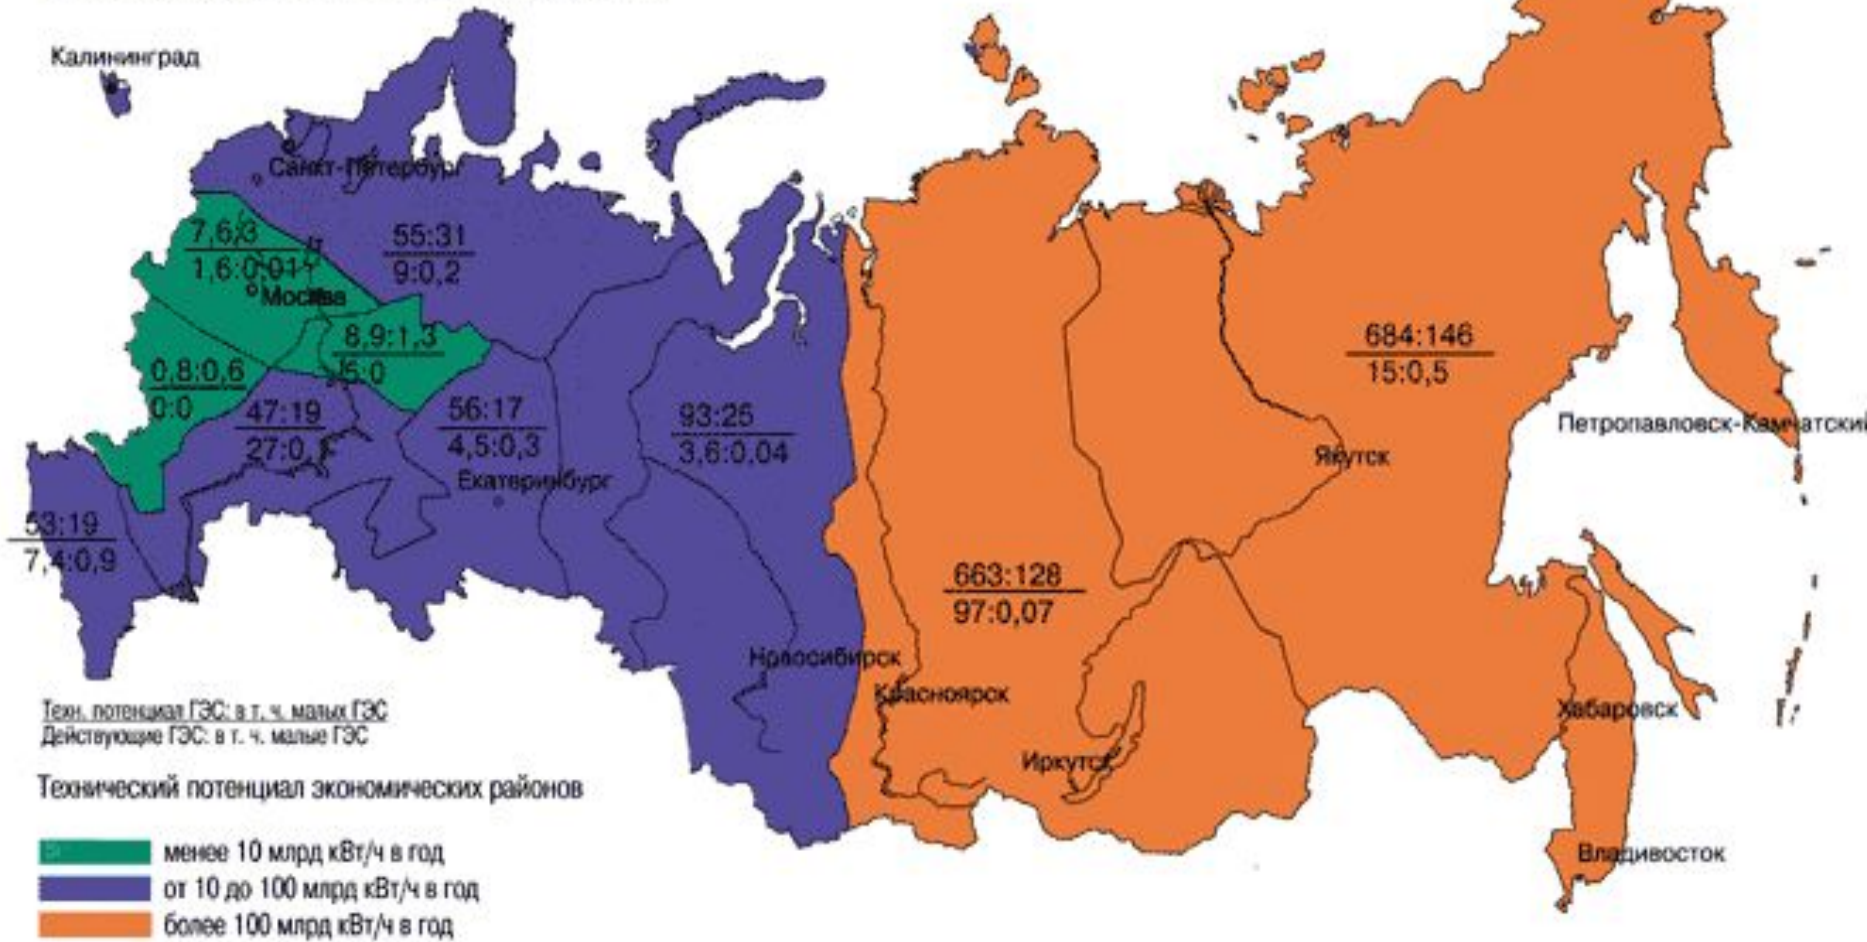 Калининград
Санкт-Петербург
7,6:3
1,6:0,01
55:31
9:0,2
Москва
8,9:1,3
5:0
0,8:0,6
0:0
47:19
27:0,1
56:17
4,5:0,3
93:25
3,6:0,04
684:146
15:0,5
Петропавловск-Камчатский
Якутск
Екатеринбург
53:19
7,4:0,9
663:128
97:0,07
Новосибирск
Красноярск
Иркутск
Хабаровск
Владивосток
Техн. потенциал ГЭС: в т. ч. малых ГЭС
Действующие ГЭС: в т. ч. малые ГЭС
Технический потенциал экономических районов
менее 10 млрд кВт/ч в год
от 10 до 100 млрд кВт/ч в год
более 100 млрд кВт/ч в год